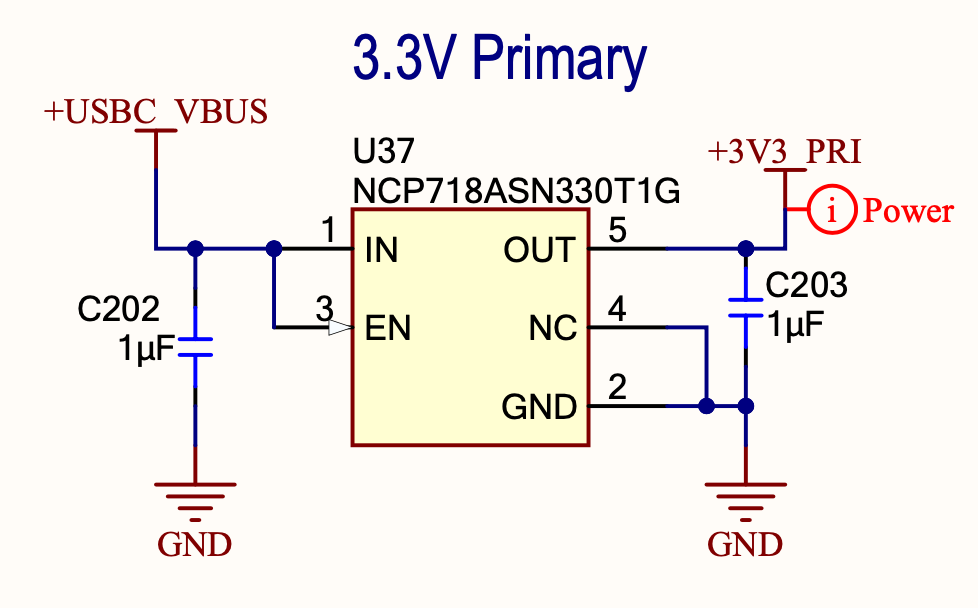 3.3V Primary
+USBC_VBUS
U37
NCP718ASN330T1G
+3V3_PRI
i Power
1 IN
OUT 5
C202
1µF
3 EN
NC 4
C203
1µF
GND 2
GND
GND